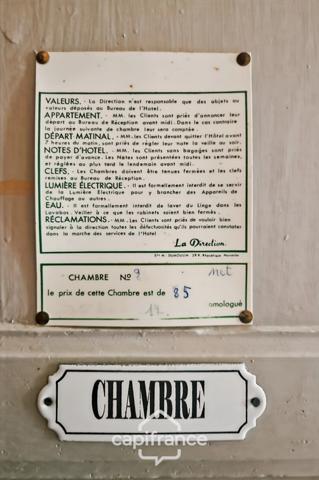 VALEURS. - La Direction n'est responsable que des objets ou
valeurs déposés au Bureau de l'Hotel.
APPARTEMENT. - MM. les Clients sont priés d'annoncer leur
départ au Bureau de Réception avant midi. Dans le cas contraire
la journée suivante de chambre leur sera comptée.
DÉPART MATINAL. - MM. les Clients devant quitter l'Hôtel avant
7 heures du matin, sont priés de régler leur note la veille au soir.
NOTES D'HOTEL. - MM. les Clients sans bagages sont priés
de payer d'avance. Les Notes sont présentées toutes les semaines,
et réglées au plus tard le lendemain avant midi.
CLEFS. - Les Chambres doivent être tenues fermées et les clefs
remises au Bureau de Réception.
LUMIÈRE ÉLECTRIQUE. - Il est formellement interdit de se servir
de la Lumière Electrique pour y brancher des Appareils de
Chauffage ou autres.
EAU. - Il est formellement interdit de laver du Linge dans les
Lavabos. Veiller à ce que les robinets soient bien fermés.
RÉCLAMATIONS. - MM. Les Clients sont priés de vouloir bien
signaler à la direction toutes les défectuosités qu'ils pourraient constater
dans la marche des services de l'Hotel
La Direction
CHAMBRE No 9
le prix de cette Chambre est de 85
omologué
CHAMBRE
capifrance